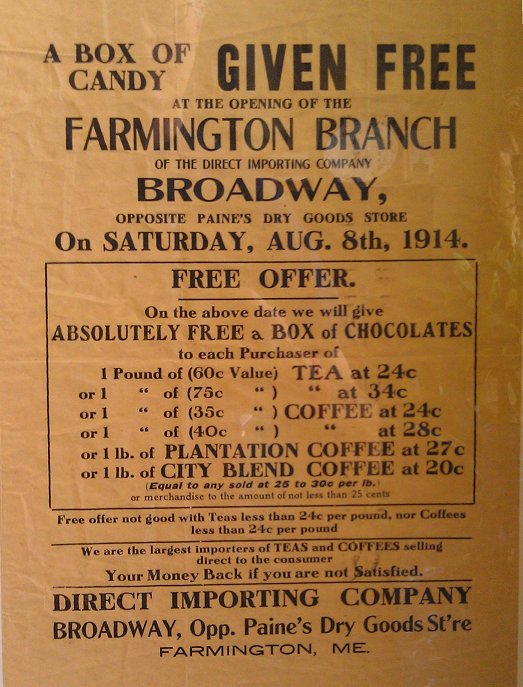 A BOX OF CANDY GIVEN FREE
AT THE OPENING OF THE
FARMINGTON BRANCH
OF THE DIRECT IMPORTING COMPANY
BROADWAY,
OPPOSITE PAINE'S DRY GOODS STORE
On SATURDAY, AUG. 8th, 1914.
FREE OFFER.
On the above date we will give
ABSOLUTELY FREE a BOX of CHOCOLATES
to each Purchaser of
1 Pound of (60c Value) TEA at 24c
or 1 “ of (75c “ ) “ at 34c
or 1 “ of (35c “ ) COFFEE at 24c
or 1 “ of (40c “ ) “ at 28c
or 1 lb. of PLANTATION COFFEE at 27c
or 1 lb. of CITY BLEND COFFEE at 20c
(Equal to any sold at 25 to 30c per lb.)
or merchandise to the amount of not less than 25 cents
Free offer not good with Teas less than 24c per pound, nor Coffees
less than 24c per pound
We are the largest importers of TEAS and COFFEES selling
direct to the consumer
Your Money Back if you are not Satisfied.
DIRECT IMPORTING COMPANY
BROADWAY, Opp. Paine's Dry Goods St're
FARMINGTON, ME.